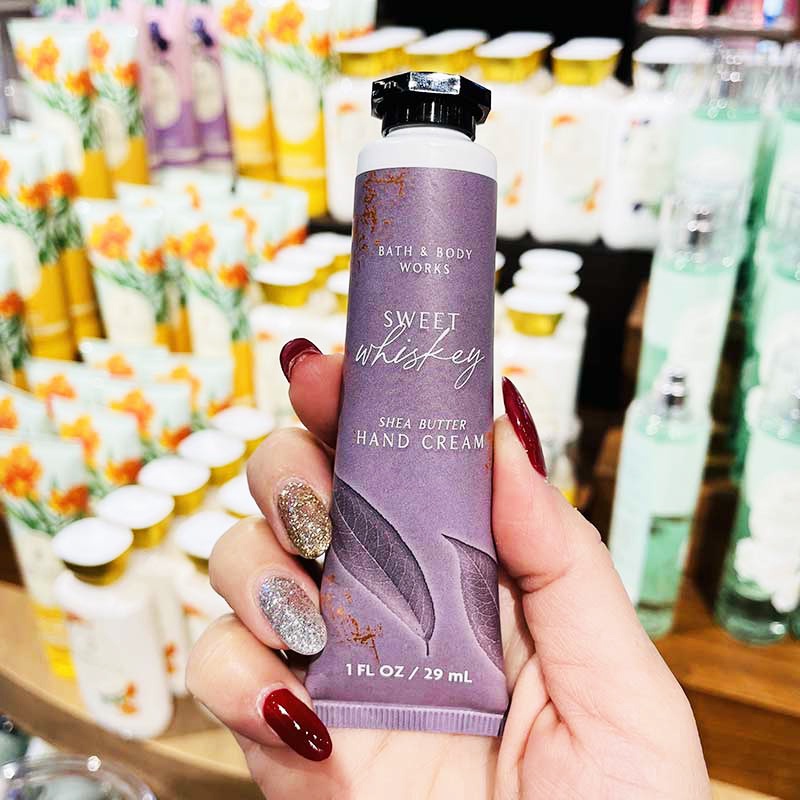 BATH & BODY
WORKS
SWEET
whiskey
SHEA BUTTER
HAND CREAM
1 FL OZ / 29 mL